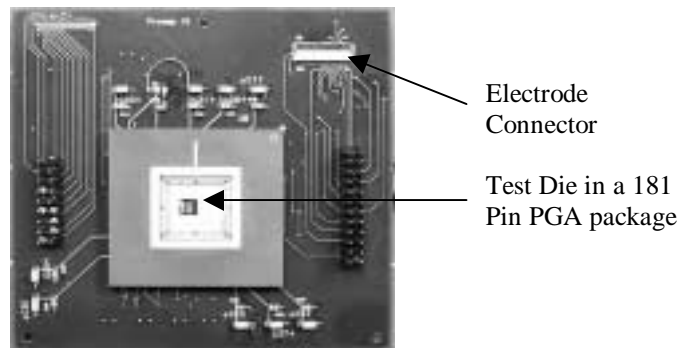 Electrode
Connector
Test Die in a 181
Pin PGA package